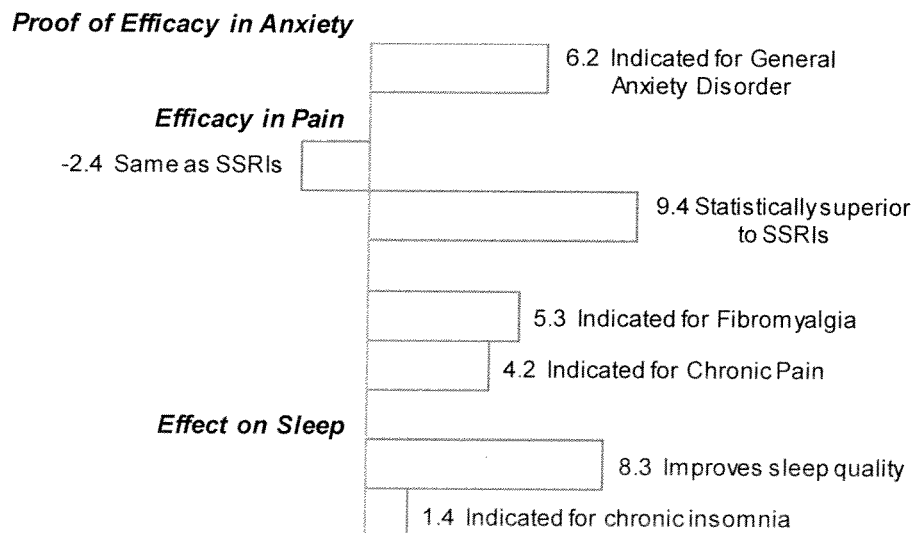 Proof of Efficacy in Anxiety
6.2 Indicated for General
Anxiety Disorder
Efficacy in Pain
-2.4 Same as SSRIs
9.4 Statistically superior
to SSRIs
5.3 Indicated for Fibromyalgia
4.2 Indicated for Chronic Pain
Effect on Sleep
8.3 Improves sleep quality
1.4 Indicated for chronic insomnia